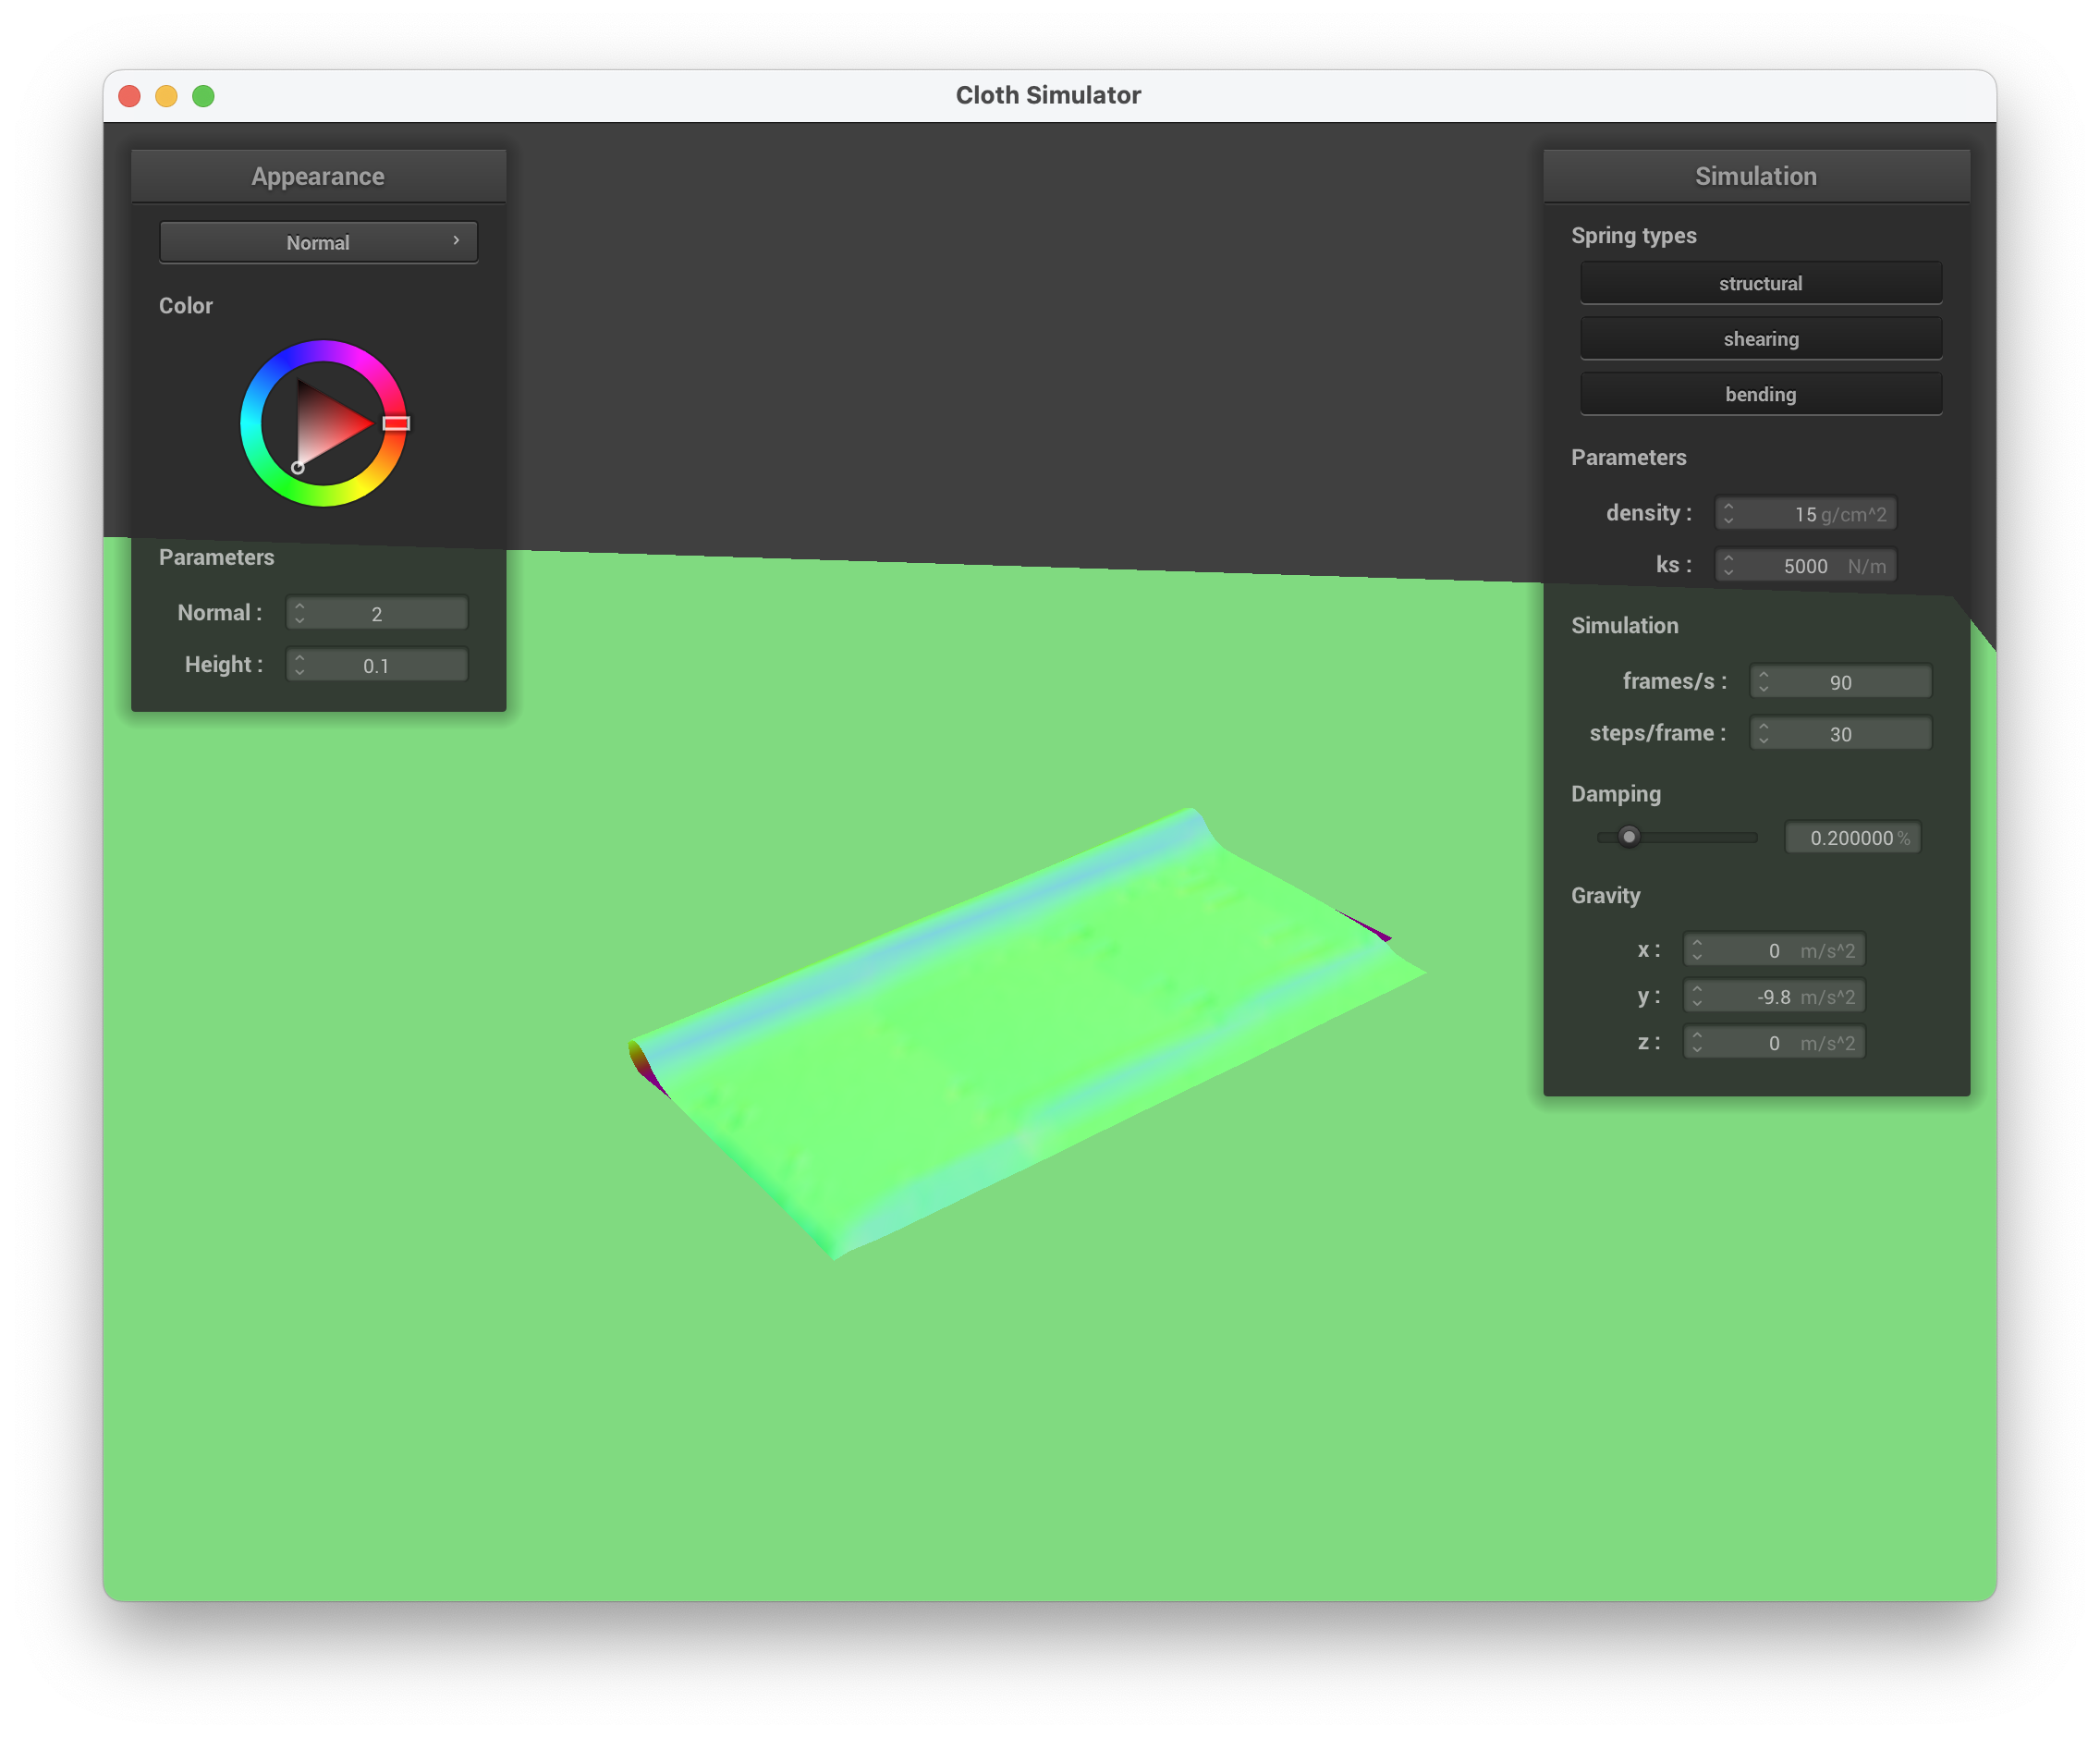 Cloth Simulator
Appearance
Normal
Color
Parameters
Normal : 2
Height : 0.1
Simulation
Spring types
structural
shearing
bending
Parameters
density : 15 g/cm^2
ks : 5000 N/m
Simulation
frames/s : 90
steps/frame : 30
Damping
0.200000 %
Gravity
x : 0 m/s^2
y : -9.8 m/s^2
z : 0 m/s^2